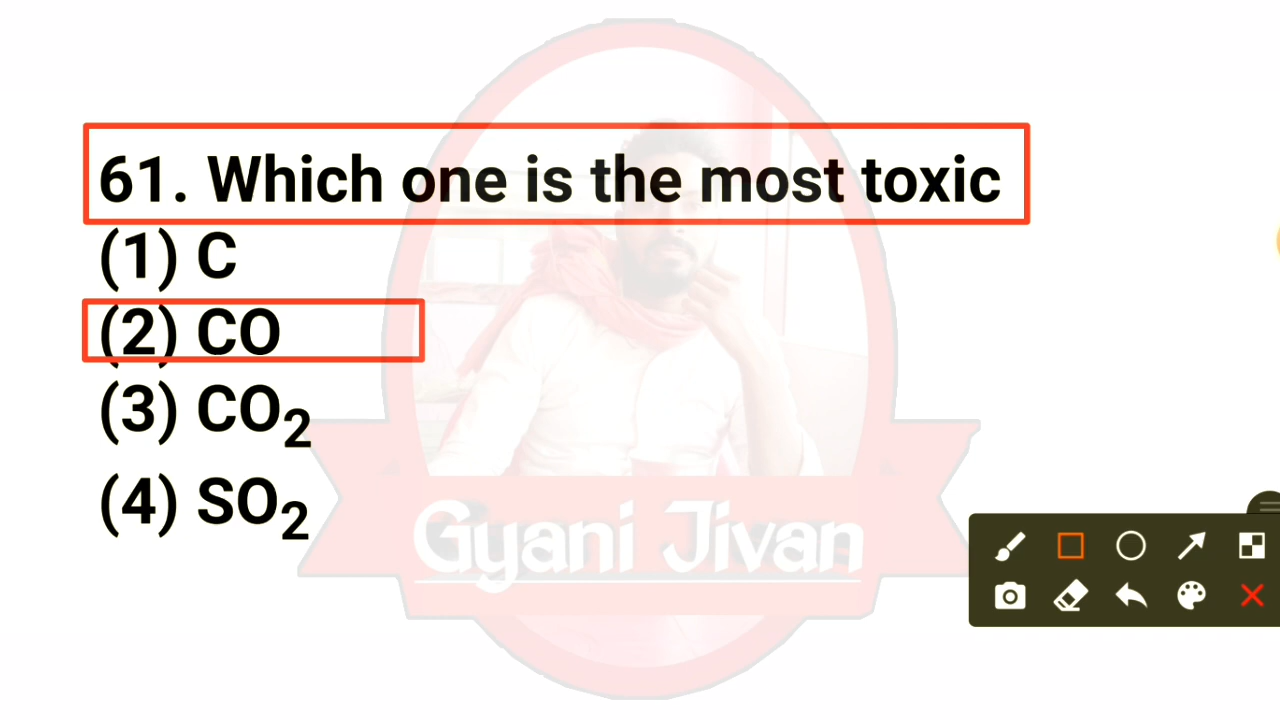 61. Which one is the most toxic
(1) C
(2) CO
(3) CO₂
(4) SO₂
Gyani Jivan